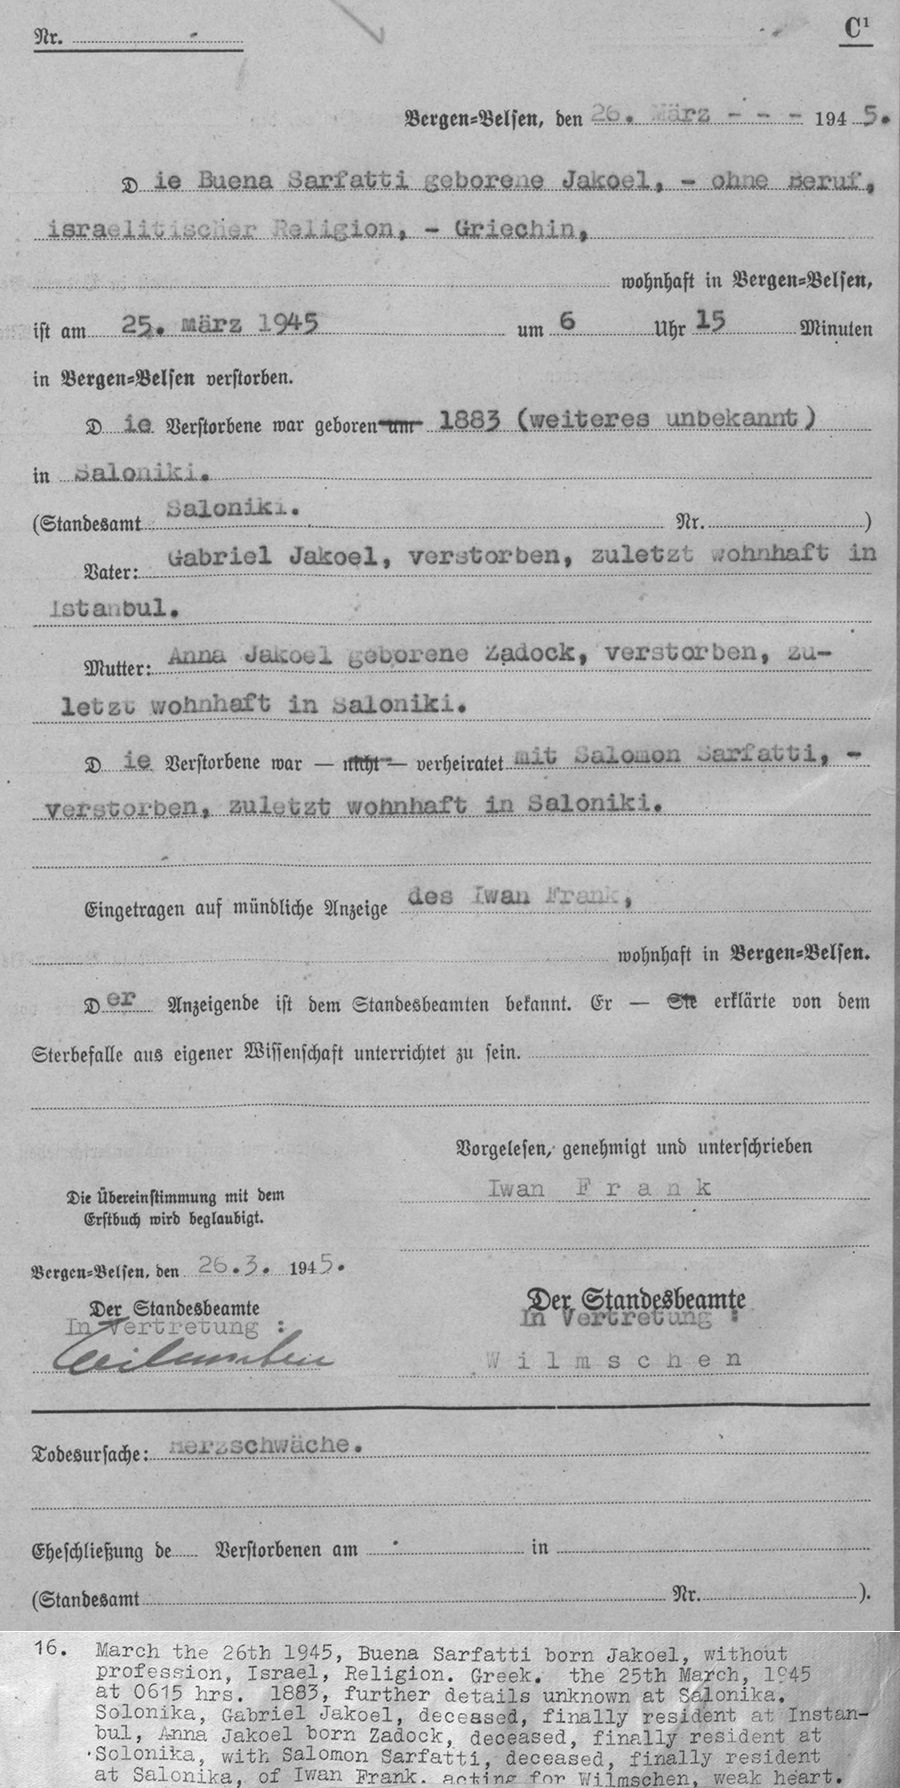 Nr.
C¹
Bergen-Belsen, den 26. März - - - 1945.
Die Buena Sarfatti geborene Jakoel, - ohne Beruf,
israelitischer Religion, - Griechin,
wohnhaft in Bergen-Belsen,
ist am 25. März 1945 um 6 Uhr 15 Minuten
in Bergen-Belsen verstorben.
Die Verstorbene war geboren am 1883 (weiteres unbekannt)
in Saloniki.
(Standesamt Saloniki. Nr. )
Vater: Gabriel Jakoel, verstorben, zuletzt wohnhaft in
Istanbul.
Mutter: Anna Jakoel geborene Zadock, verstorben, zu-
letzt wohnhaft in Saloniki.
Die Verstorbene war — nicht — verheiratet mit Salomon Sarfatti, -
verstorben, zuletzt wohnhaft in Saloniki.
Eingetragen auf mündliche Anzeige des Iwan Frank,
wohnhaft in Bergen-Belsen.
Der Anzeigende ist dem Standesbeamten bekannt. Er — Sie erklärte von dem
Sterbefalle aus eigener Wissenschaft unterrichtet zu sein.
Vorgelesen, genehmigt und unterschrieben
Iwan Frank
Die Übereinstimmung mit dem
Erstbuch wird beglaubigt.
Bergen-Belsen, den 26.3. 1945.
Der Standesbeamte
In Vertretung :
Der Standesbeamte
In Vertretung :
Wilmschen
Todesursache: Herzschwäche.
Eheschließung de Verstorbenen am in
(Standesamt Nr. ).
16. March the 26th 1945, Buena Sarfatti born Jakoel, without
profession, Israel, Religion. Greek. the 25th March, 1945
at 0615 hrs. 1883, further details unknown at Salonika.
Solonika, Gabriel Jakoel, deceased, finally resident at Instan-
bul, Anna Jakoel born Zadock, deceased, finally resident at
Solonika, with Salomon Sarfatti, deceased, finally resident
at Salonika, of Iwan Frank. acting for Wilmschen, weak heart.